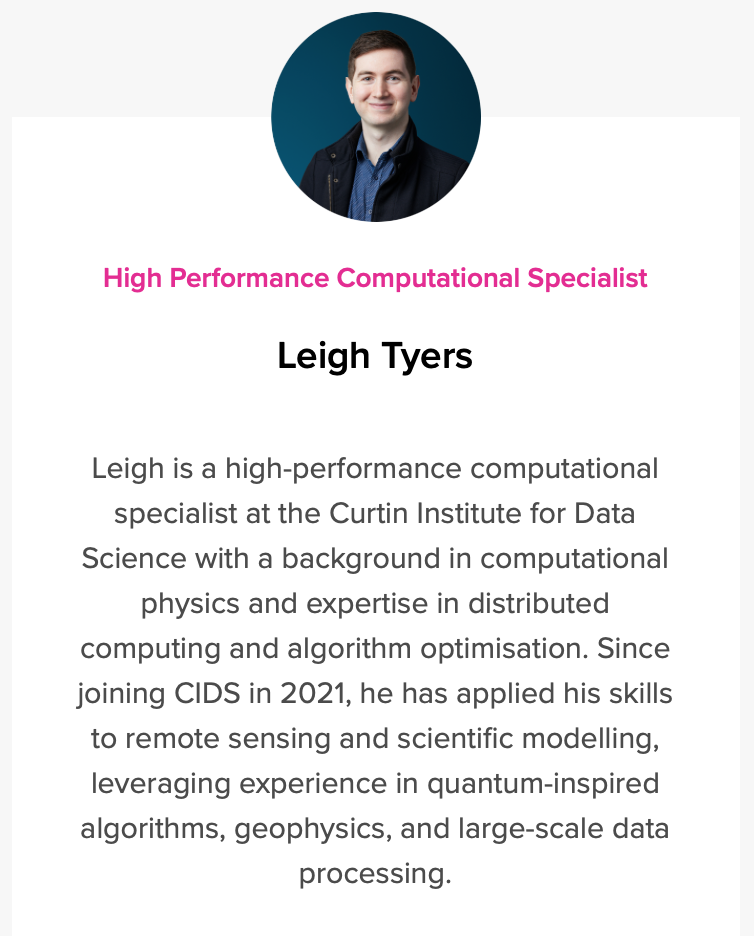 High Performance Computational Specialist
Leigh Tyers
Leigh is a high-performance computational
specialist at the Curtin Institute for Data
Science with a background in computational
physics and expertise in distributed
computing and algorithm optimisation. Since
joining CIDS in 2021, he has applied his skills
to remote sensing and scientific modelling,
leveraging experience in quantum-inspired
algorithms, geophysics, and large-scale data
processing.